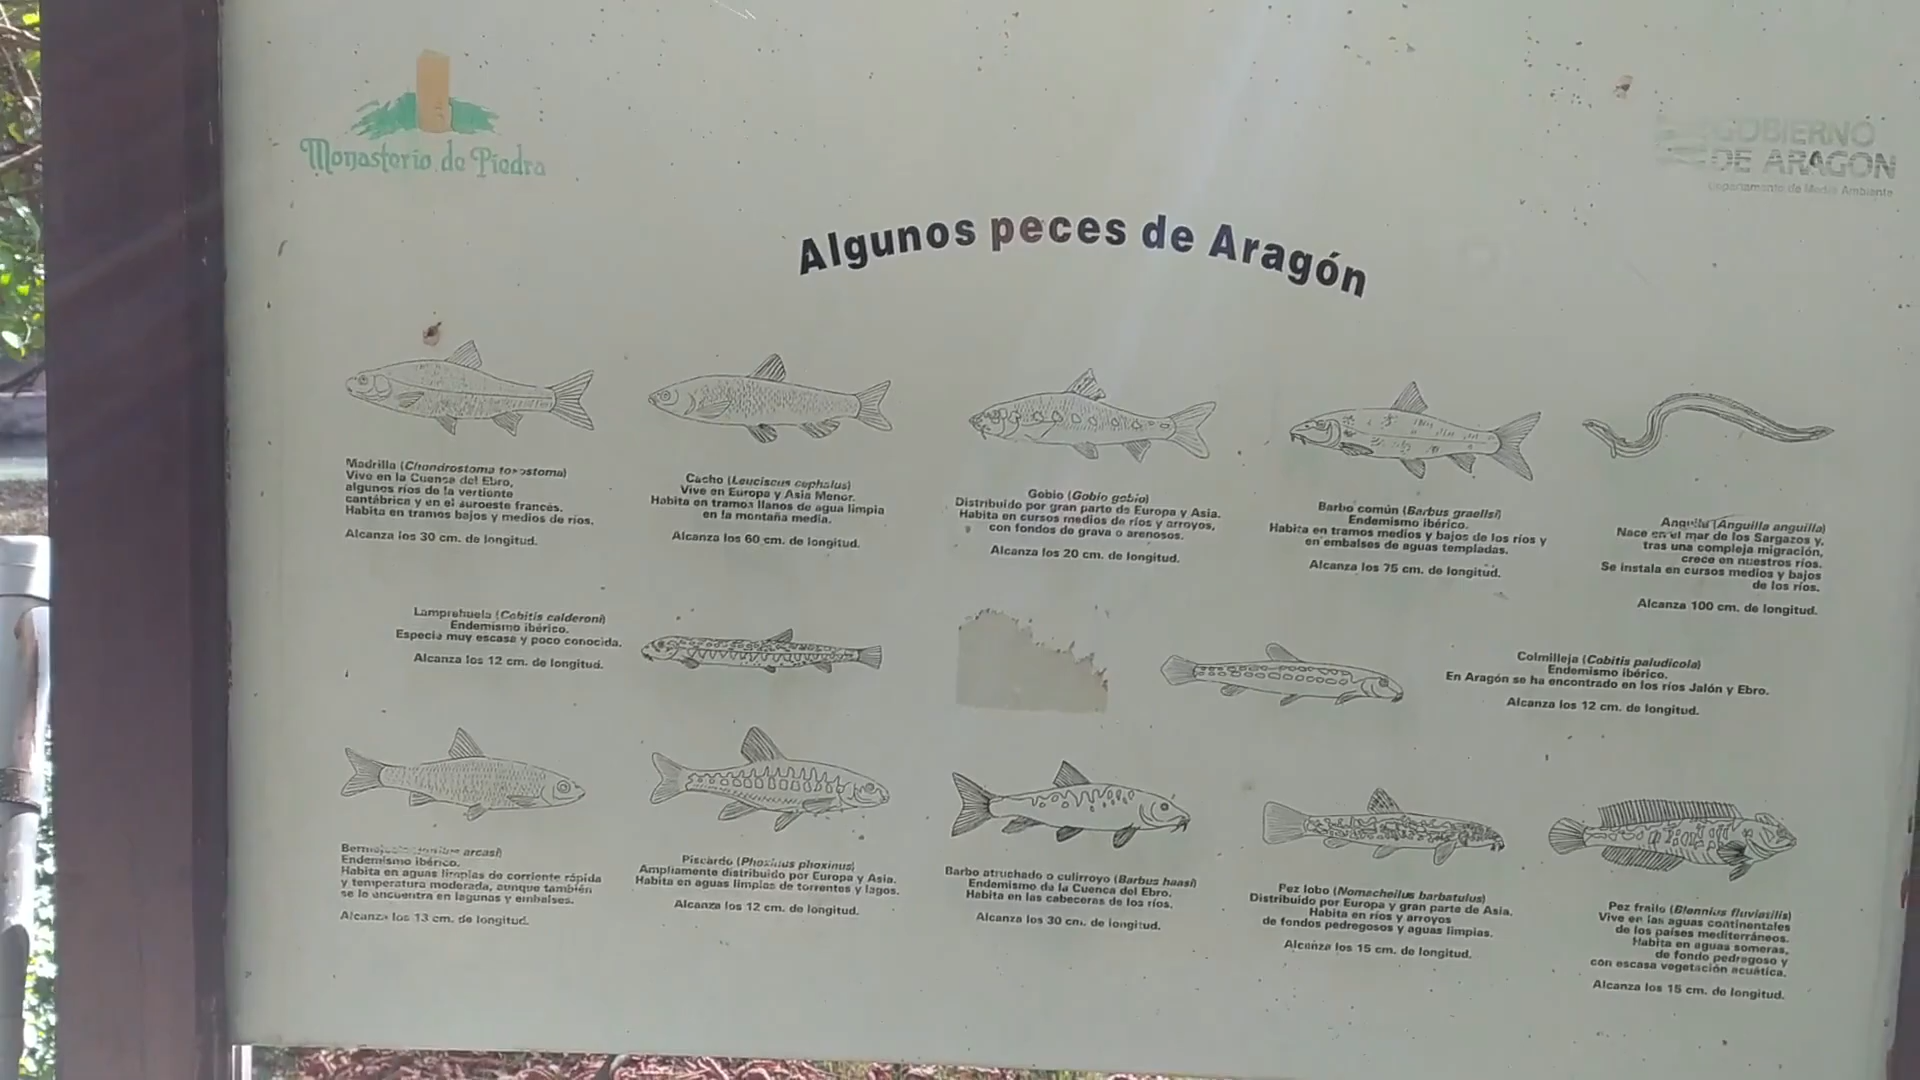 Monasterio de Piedra
GOBIERNO
DE ARAGON
Departamento de Medio Ambiente
Algunos peces de Aragón
Madrilla (Chondrostoma toxostoma)
Vive en la Cuenca del Ebro,
algunos ríos de la vertiente
cantábrica y en el suroeste francés.
Habita en tramos bajos y medios de ríos.
Alcanza los 30 cm. de longitud.
Cacho (Leuciscus cephalus)
Vive en Europa y Asia Menor.
Habita en tramos llanos de agua limpia
en la montaña media.
Alcanza los 60 cm. de longitud.
Gobio (Gobio gobio)
Distribuido por gran parte de Europa y Asia.
Habita en cursos medios de ríos y arroyos,
con fondos de grava o arenosos.
Alcanza los 20 cm. de longitud.
Barbo común (Barbus graellsi)
Endemismo ibérico.
Habita en tramos medios y bajos de los ríos y
en embalses de aguas templadas.
Alcanza los 75 cm. de longitud.
Anguila (Anguilla anguilla)
Nace en el mar de los Sargazos y,
tras una compleja migración,
crece en nuestros ríos.
Se instala en cursos medios y bajos
de los ríos.
Alcanza 100 cm. de longitud.
Lamprehuela (Cobitis calderoni)
Endemismo ibérico.
Especie muy escasa y poco conocida.
Alcanza los 12 cm. de longitud.
Colmilleja (Cobitis paludicola)
Endemismo ibérico.
En Aragón se ha encontrado en los ríos Jalón y Ebro.
Alcanza los 12 cm. de longitud.
arcasi)
Endemismo ibérico.
Habita en aguas limpias de corriente rápida
y temperatura moderada, aunque también
se le encuentra en lagunas y embalses.
Alcanza los 13 cm. de longitud.
Piscardo (Phoxinus phoxinus)
Ampliamente distribuido por Europa y Asia.
Habita en aguas limpias de torrentes y lagos.
Alcanza los 12 cm. de longitud.
Barbo atruchado o culirroyo (Barbus haasi)
Endemismo de la Cuenca del Ebro.
Habita en las cabeceras de los ríos.
Alcanza los 30 cm. de longitud.
Pez lobo (Nomacheilus barbatulus)
Distribuido por Europa y gran parte de Asia.
Habita en ríos y arroyos
de fondos pedregosos y aguas limpias.
Alcanza los 15 cm. de longitud.
Pez fraile (Blennius fluviatilis)
Vive en las aguas continentales
de los países mediterráneos.
Habita en aguas someras,
de fondo pedregoso y
con escasa vegetación acuática.
Alcanza los 15 cm. de longitud.